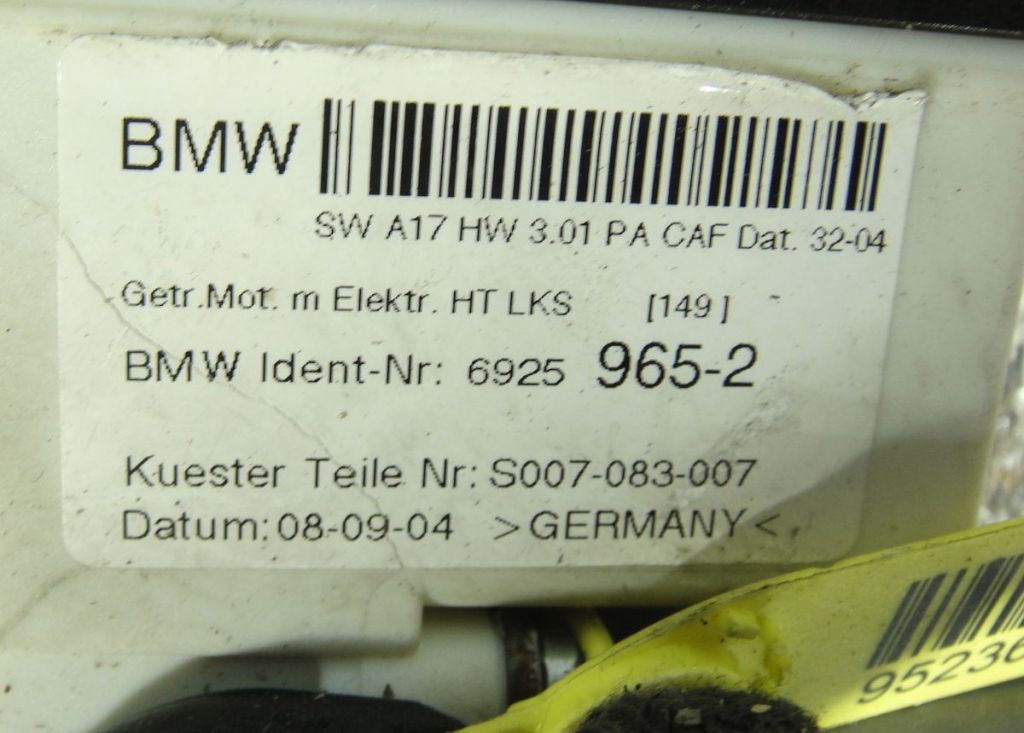 BMW
SW A17 HW 3.01 PA CAF Dat. 32-04
Getr.Mot. m Elektr. HT LKS [149]
BMW Ident-Nr: 6925 965-2
Kuester Teile Nr: S007-083-007
Datum: 08-09-04 >GERMANY<
95236